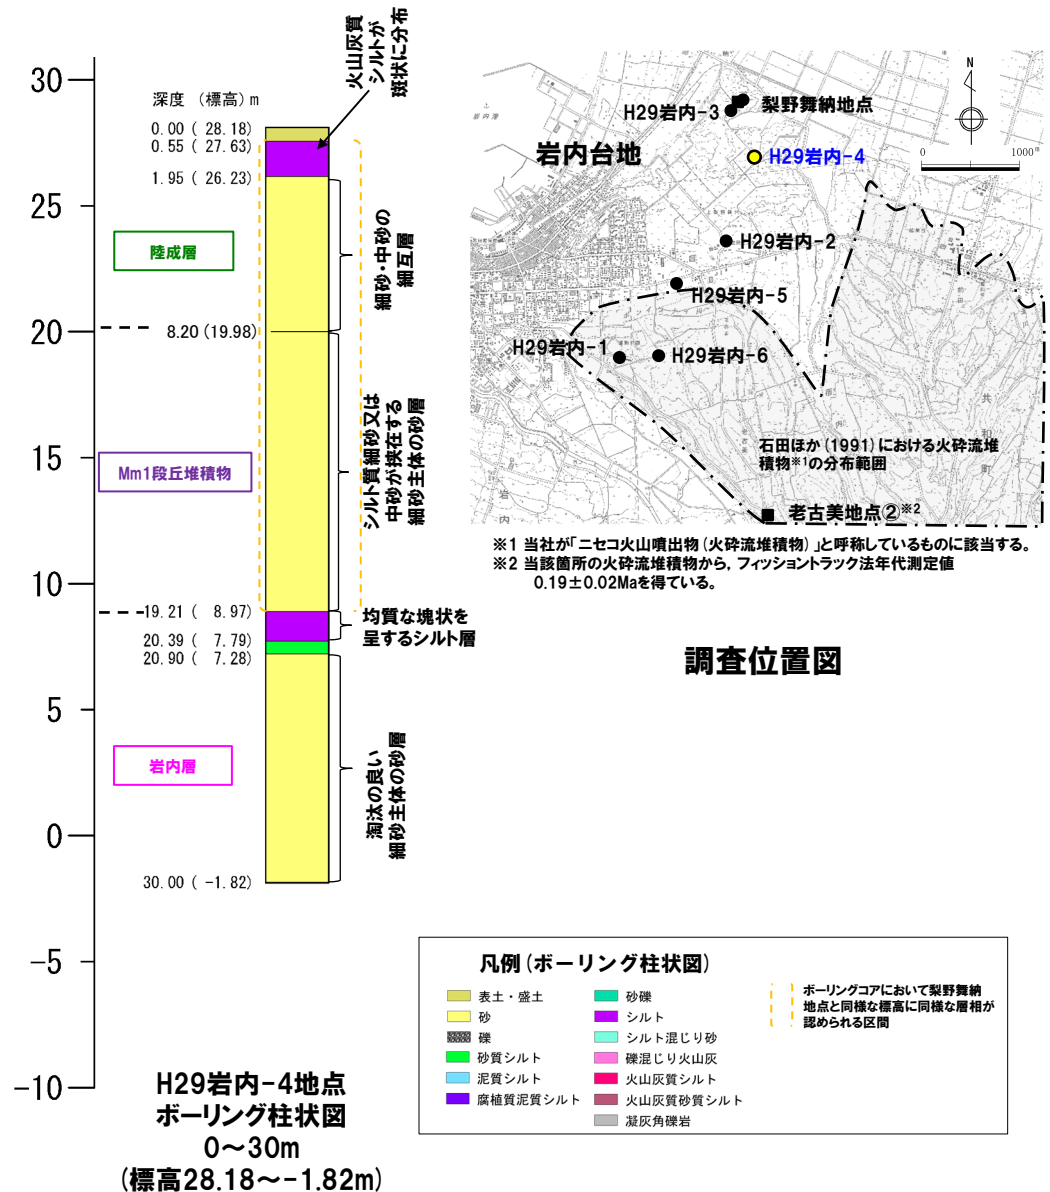 火山灰質
シルトが
斑状に分布
30
25
20
15
10
5
0
-5
-10
深度 (標高) m
0.00 ( 28.18)
0.55 ( 27.63)
1.95 ( 26.23)
8.20 (19.98)
19.21 ( 8.97)
20.39 ( 7.79)
20.90 ( 7.28)
30.00 ( -1.82)
陸成層
Mm1段丘堆積物
岩内層
細砂・中砂の
細互層
シルト質細砂又は
中砂が挟在する
細砂主体の砂層
均質な塊状を
呈するシルト層
淘汰の良い
細砂主体の砂層
H29岩内-4地点
ボーリング柱状図
0～30m
(標高28.18～-1.82m)
N
0 1000
岩内台地
H29岩内-3
梨野舞納地点
H29岩内-4
H29岩内-2
H29岩内-5
H29岩内-1
H29岩内-6
共和町
岩内
石田ほか(1991)における火砕流堆
積物※1の分布範囲
老古美地点②※2
※1 当社が「ニセコ火山噴出物(火砕流堆積物)」と呼称しているものに該当する。
※2 当該箇所の火砕流堆積物から, フィッショントラック法年代測定値
0.19±0.02Maを得ている。
調査位置図
凡例(ボーリング柱状図)
表土・盛土
砂
礫
砂質シルト
泥質シルト
腐植質泥質シルト
砂礫
シルト
シルト混じり砂
礫混じり火山灰
火山灰質シルト
火山灰質砂質シルト
凝灰角礫岩
ボーリングコアにおいて梨野舞納
地点と同様な標高に同様な層相が
認められる区間